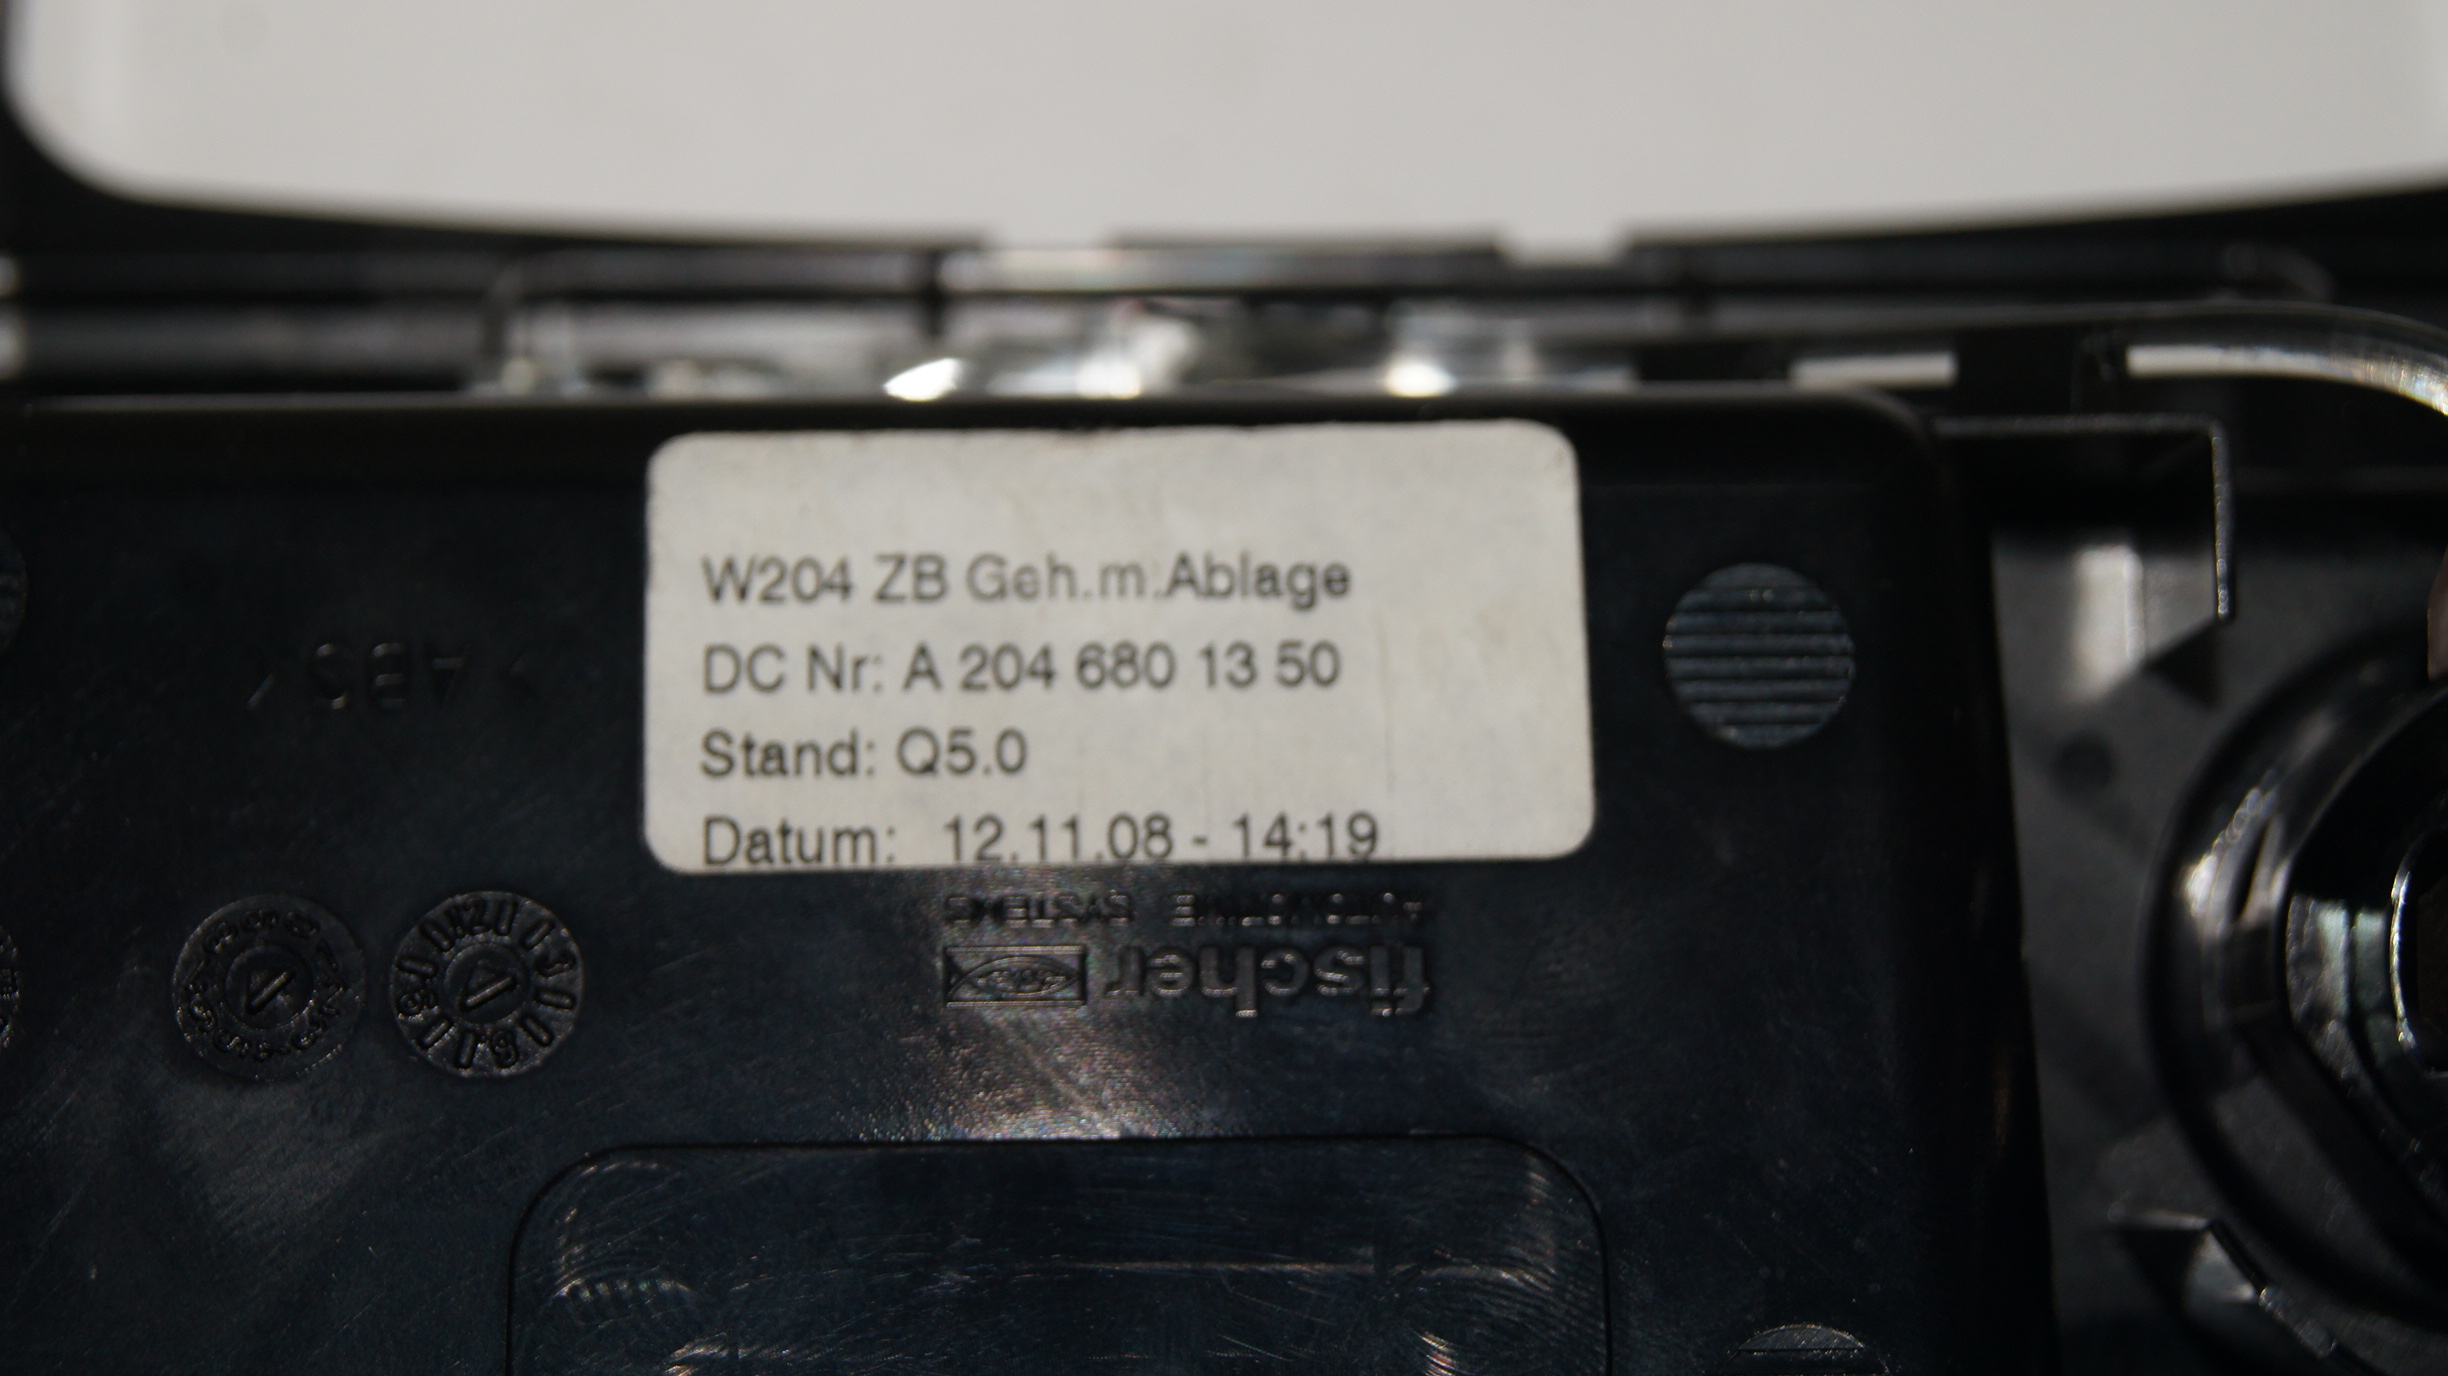 W204 ZB Geh.m.Ablage
DC Nr: A 204 680 13 50
Stand: Q5.0
Datum: 12.11.08 - 14:19
AUTOMOTIVE SYSTEMS
fischer
>ABS<